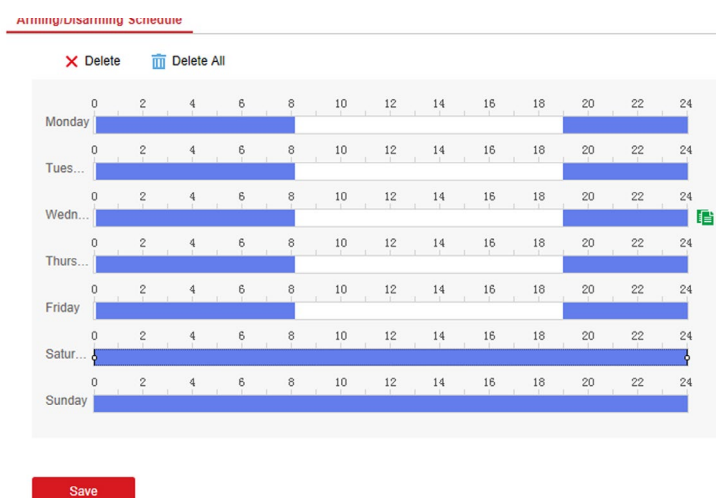 Arming/Disarming Schedule
Delete Delete All
0 2 4 6 8 10 12 14 16 18 20 22 24
Monday
0 2 4 6 8 10 12 14 16 18 20 22 24
Tues...
0 2 4 6 8 10 12 14 16 18 20 22 24
Wedn...
0 2 4 6 8 10 12 14 16 18 20 22 24
Thurs...
0 2 4 6 8 10 12 14 16 18 20 22 24
Friday
0 2 4 6 8 10 12 14 16 18 20 22 24
Satur...
0 2 4 6 8 10 12 14 16 18 20 22 24
Sunday
Save